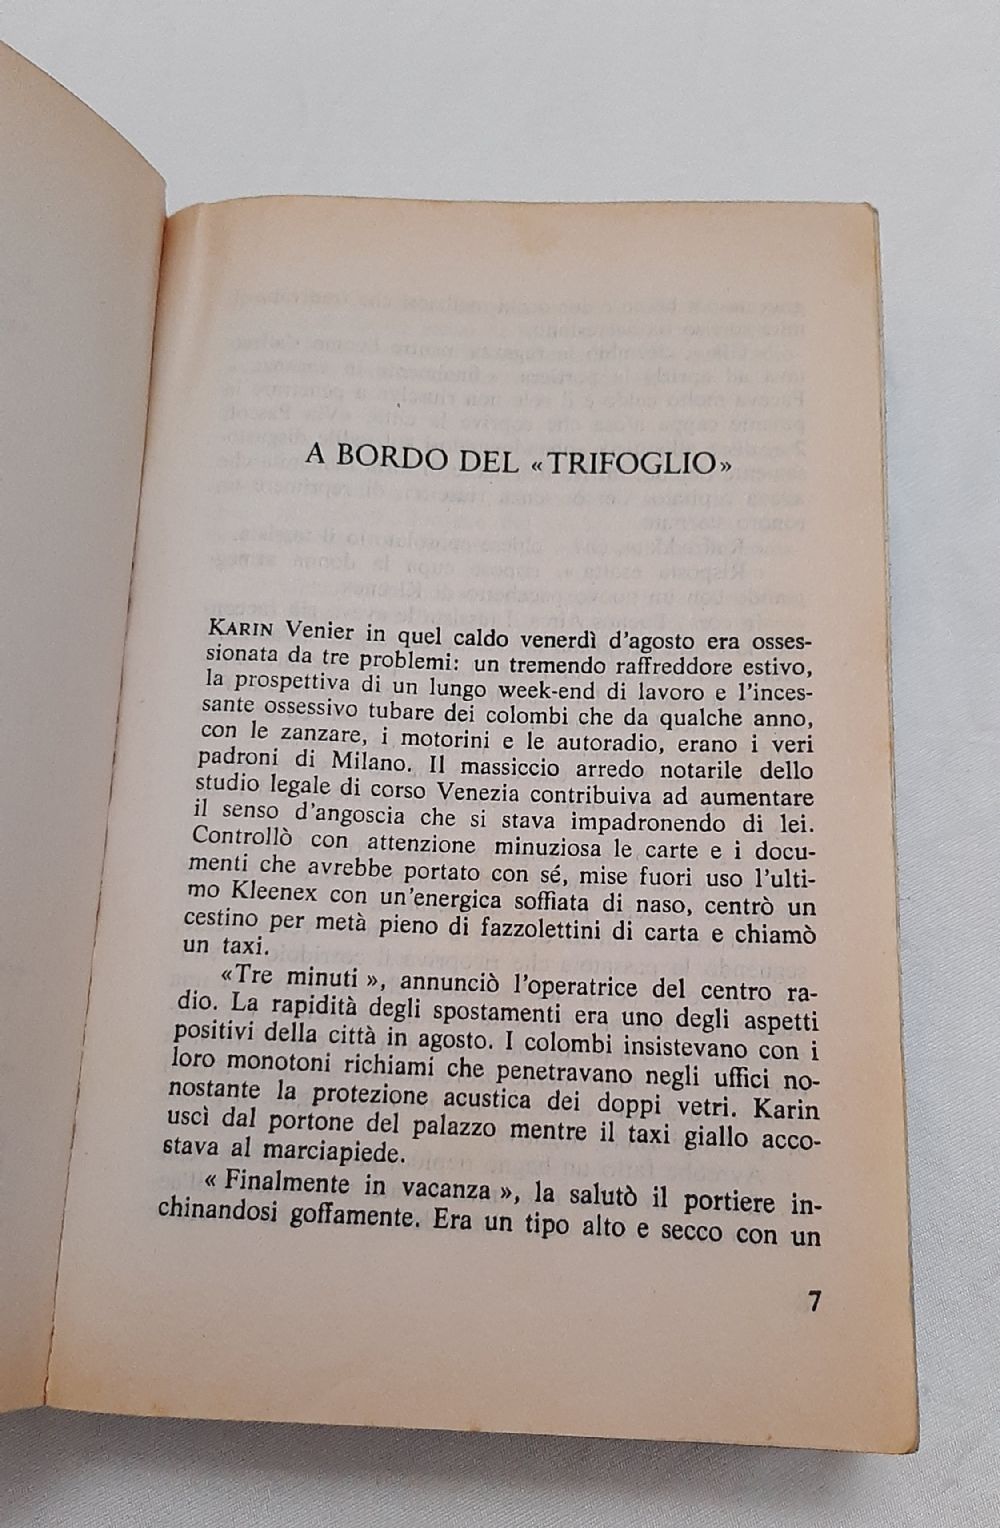 A BORDO DEL «TRIFOGLIO»
KARIN Venier in quel caldo venerdì d'agosto era osses-
sionata da tre problemi: un tremendo raffreddore estivo,
la prospettiva di un lungo week-end di lavoro e l'inces-
sante ossessivo tubare dei colombi che da qualche anno,
con le zanzare, i motorini e le autoradio, erano i veri
padroni di Milano. Il massiccio arredo notarile dello
studio legale di corso Venezia contribuiva ad aumentare
il senso d'angoscia che si stava impadronendo di lei.
Controllò con attenzione minuziosa le carte e i docu-
menti che avrebbe portato con sé, mise fuori uso l'ulti-
mo Kleenex con un'energica soffiata di naso, centrò un
cestino per metà pieno di fazzolettini di carta e chiamò
un taxi.
«Tre minuti», annunciò l'operatrice del centro ra-
dio. La rapidità degli spostamenti era uno degli aspetti
positivi della città in agosto. I colombi insistevano con i
loro monotoni richiami che penetravano negli uffici no-
nostante la protezione acustica dei doppi vetri. Karin
uscì dal portone del palazzo mentre il taxi giallo acco-
stava al marciapiede.
«Finalmente in vacanza», la salutò il portiere in-
chinandosi goffamente. Era un tipo alto e secco con un
7